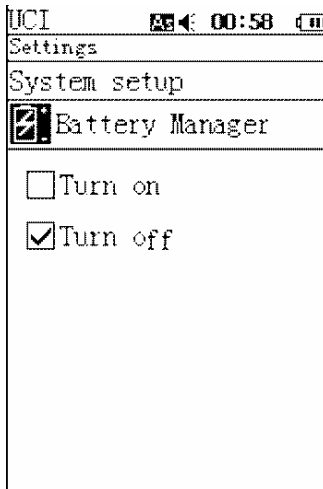 UCI 00:58
Settings
System setup
Battery Manager
Turn on
Turn off